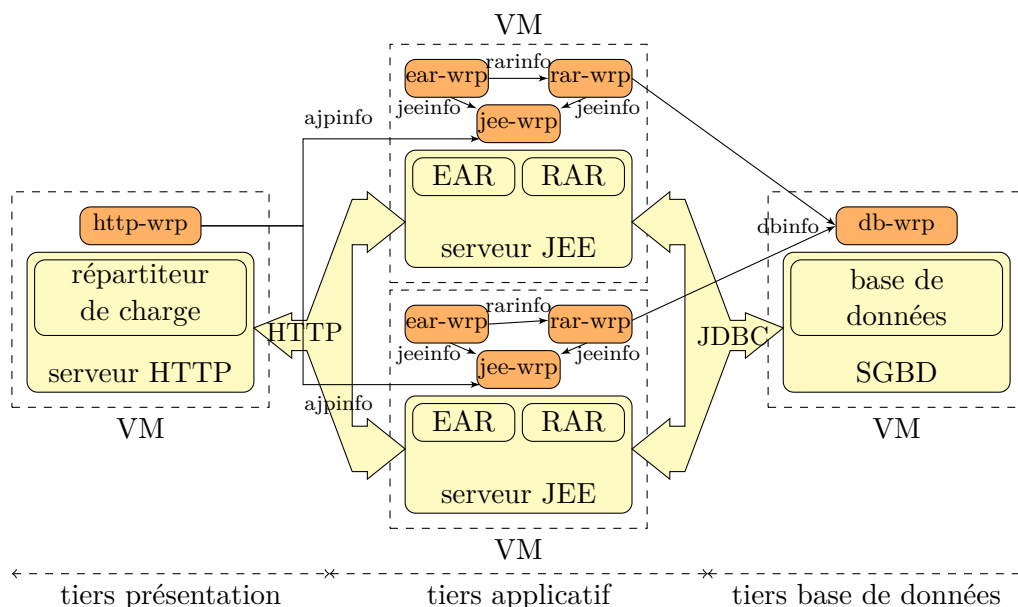 VM
rarinfo
ear-wrp
rar-wrp
jeeinfo
jeeinfo
jee-wrp
ajpinfo
EAR
RAR
serveur JEE
http-wrp
répartiteur
de charge
serveur HTTP
VM
HTTP
dbinfo
db-wrp
base de
données
SGBD
VM
JDBC
rarinfo
ear-wrp
rar-wrp
jeeinfo
jeeinfo
jee-wrp
ajpinfo
EAR
RAR
serveur JEE
VM
tiers présentation
tiers applicatif
tiers base de données